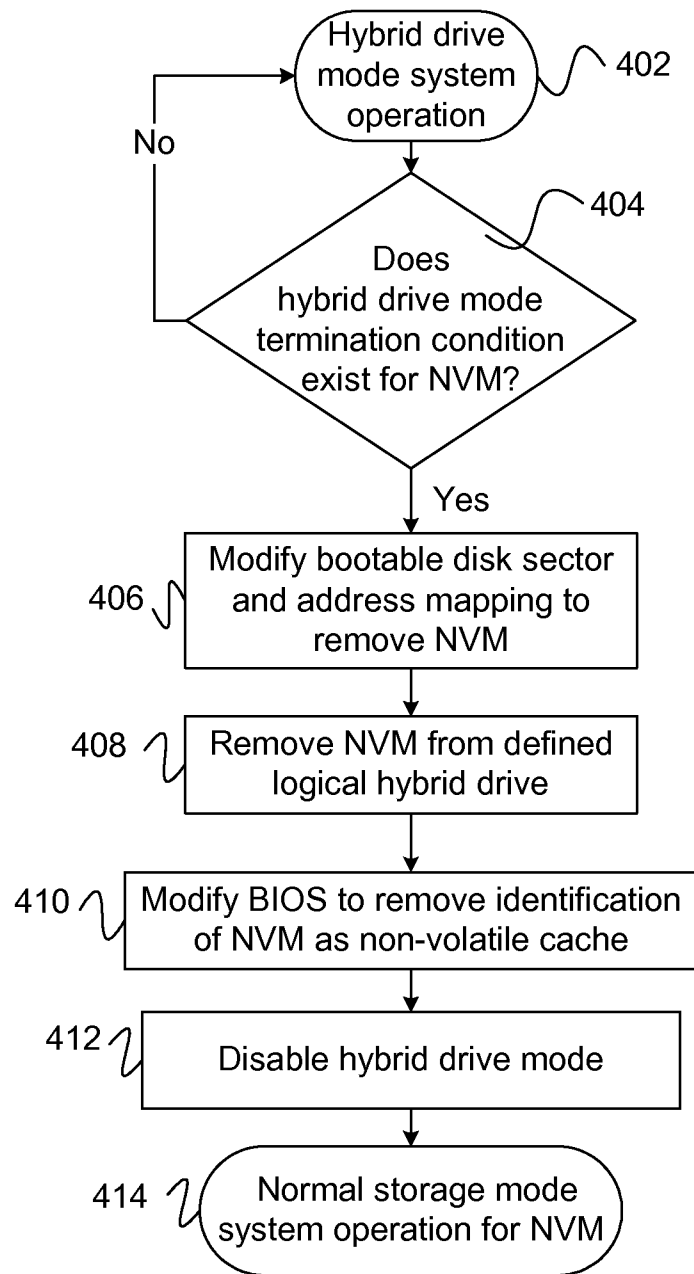 Hybrid drive
mode system
operation
402
No
404
Does
hybrid drive mode
termination condition
exist for NVM?
Yes
406
Modify bootable disk sector
and address mapping to
remove NVM
408
Remove NVM from defined
logical hybrid drive
410
Modify BIOS to remove identification
of NVM as non-volatile cache
412
Disable hybrid drive mode
414
Normal storage mode
system operation for NVM